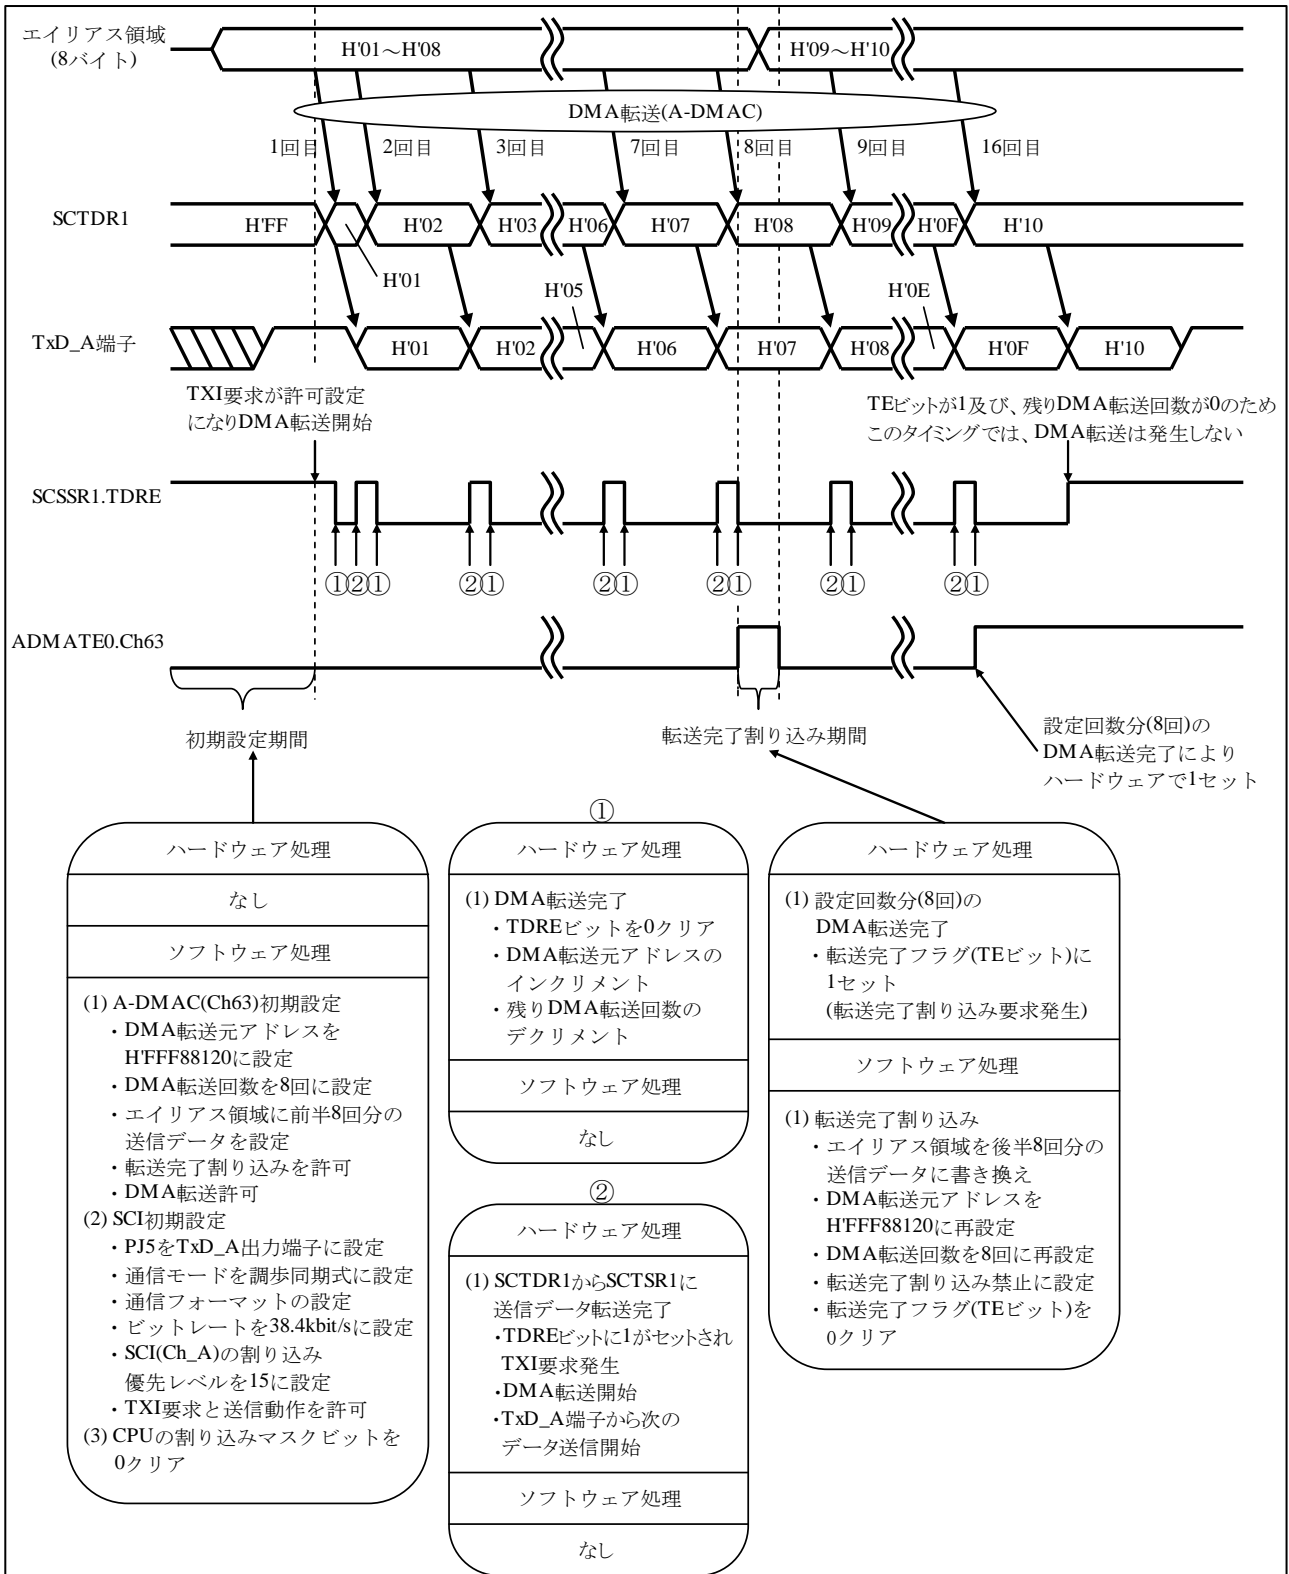 エイリアス領域
(8バイト)
H'01～H'08
H'09～H'10
DMA転送(A-DMAC)
1回目
2回目
3回目
7回目
8回目
9回目
16回目
SCTDR1
H'FF
H'02
H'03
H'06
H'07
H'08
H'09
H'0F
H'10
H'01
H'05
H'0E
TxD_A端子
H'01
H'02
H'06
H'07
H'08
H'0F
H'10
TXI要求が許可設定
になりDMA転送開始
TEビットが1及び、残りDMA転送回数が0のため
このタイミングでは、DMA転送は発生しない
SCSSR1.TDRE
①②①
②①
②①
②①
②①
②①
ADMATE0.Ch63
初期設定期間
転送完了割り込み期間
設定回数分(8回)の
DMA転送完了により
ハードウェアで1セット
ハードウェア処理
なし
ソフトウェア処理
(1) A-DMAC(Ch63)初期設定
・DMA転送元アドレスを
H'FFF88120に設定
・DMA転送回数を8回に設定
・エイリアス領域に前半8回分の
送信データを設定
・転送完了割り込みを許可
・DMA転送許可
(2) SCI初期設定
・PJ5をTxD_A出力端子に設定
・通信モードを調歩同期式に設定
・通信フォーマットの設定
・ビットレートを38.4kbit/sに設定
・SCI(Ch_A)の割り込み
優先レベルを15に設定
・TXI要求と送信動作を許可
(3) CPUの割り込みマスクビットを
0クリア
①
ハードウェア処理
(1) DMA転送完了
・TDREビットを0クリア
・DMA転送元アドレスの
インクリメント
・残りDMA転送回数の
デクリメント
ソフトウェア処理
なし
②
ハードウェア処理
(1) SCTDR1からSCTSR1に
送信データ転送完了
・TDREビットに1がセットされ
TXI要求発生
・DMA転送開始
・TxD_A端子から次の
データ送信開始
ソフトウェア処理
なし
ハードウェア処理
(1) 設定回数分(8回)の
DMA転送完了
・転送完了フラグ(TEビット)に
1セット
(転送完了割り込み要求発生)
ソフトウェア処理
(1) 転送完了割り込み
・エイリアス領域を後半8回分の
送信データに書き換え
・DMA転送元アドレスを
H'FFF88120に再設定
・DMA転送回数を8回に再設定
・転送完了割り込み禁止に設定
・転送完了フラグ(TEビット)を
0クリア